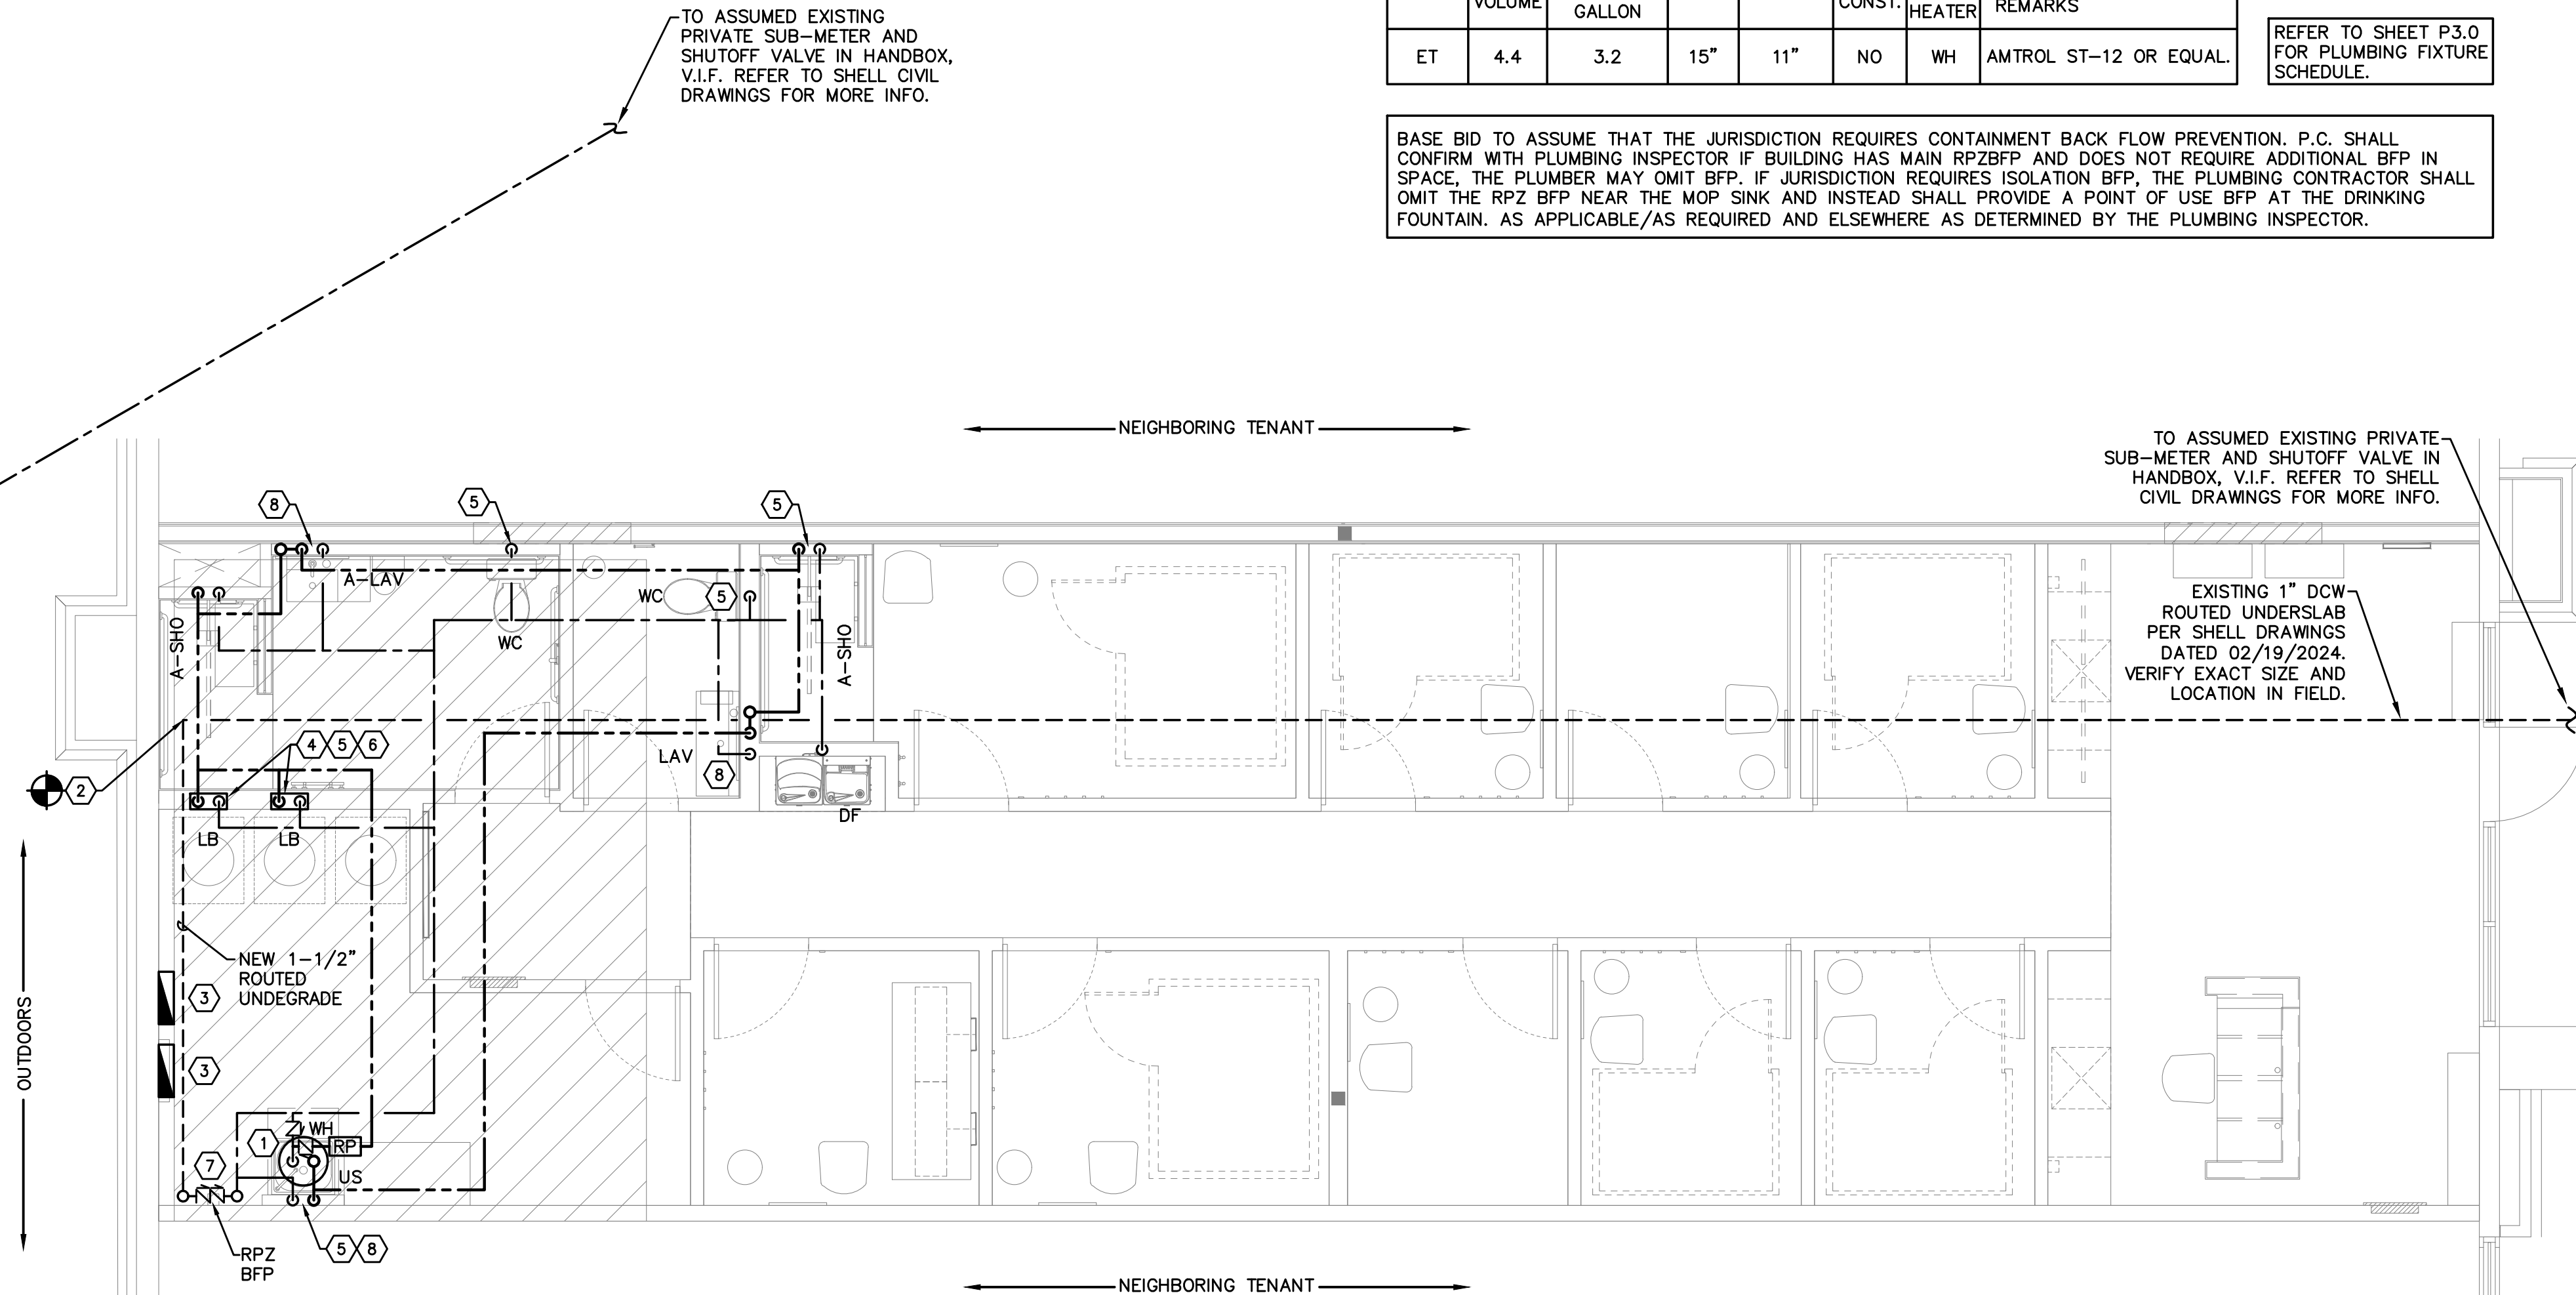 TO ASSUMED EXISTING
PRIVATE SUB-METER AND
SHUTOFF VALVE IN HANDBOX,
V.I.F. REFER TO SHELL CIVIL
DRAWINGS FOR MORE INFO.
VOLUME GALLON CONST. HEATER REMARKS
ET 4.4 3.2 15" 11" NO WH AMTROL ST-12 OR EQUAL.
REFER TO SHEET P3.0
FOR PLUMBING FIXTURE
SCHEDULE.
BASE BID TO ASSUME THAT THE JURISDICTION REQUIRES CONTAINMENT BACK FLOW PREVENTION. P.C. SHALL
CONFIRM WITH PLUMBING INSPECTOR IF BUILDING HAS MAIN RPZBFP AND DOES NOT REQUIRE ADDITIONAL BFP IN
SPACE, THE PLUMBER MAY OMIT BFP. IF JURISDICTION REQUIRES ISOLATION BFP, THE PLUMBING CONTRACTOR SHALL
OMIT THE RPZ BFP NEAR THE MOP SINK AND INSTEAD SHALL PROVIDE A POINT OF USE BFP AT THE DRINKING
FOUNTAIN. AS APPLICABLE/AS REQUIRED AND ELSEWHERE AS DETERMINED BY THE PLUMBING INSPECTOR.
NEIGHBORING TENANT
TO ASSUMED EXISTING PRIVATE
SUB-METER AND SHUTOFF VALVE IN
HANDBOX, V.I.F. REFER TO SHELL
CIVIL DRAWINGS FOR MORE INFO.
8
5
5
A-LAV
WC
5
WC
A-SHO
A-SHO
EXISTING 1" DCW
ROUTED UNDERSLAB
PER SHELL DRAWINGS
DATED 02/19/2024.
VERIFY EXACT SIZE AND
LOCATION IN FIELD.
4 5 6
LAV
8
2
DF
LB
LB
NEW 1-1/2"
ROUTED
UNDEGRADE
3
3
OUTDOORS
1
WH
RP
7
US
RPZ
BFP
5 8
NEIGHBORING TENANT